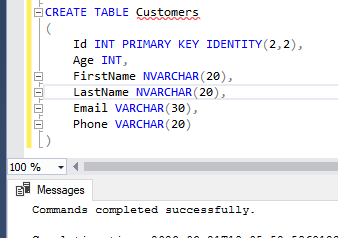 CREATE TABLE Customers
(
Id INT PRIMARY KEY IDENTITY(2,2),
Age INT,
FirstName NVARCHAR(20),
LastName NVARCHAR(20),
Email VARCHAR(30),
Phone VARCHAR(20)
)
100 %
Messages
Commands completed successfully.